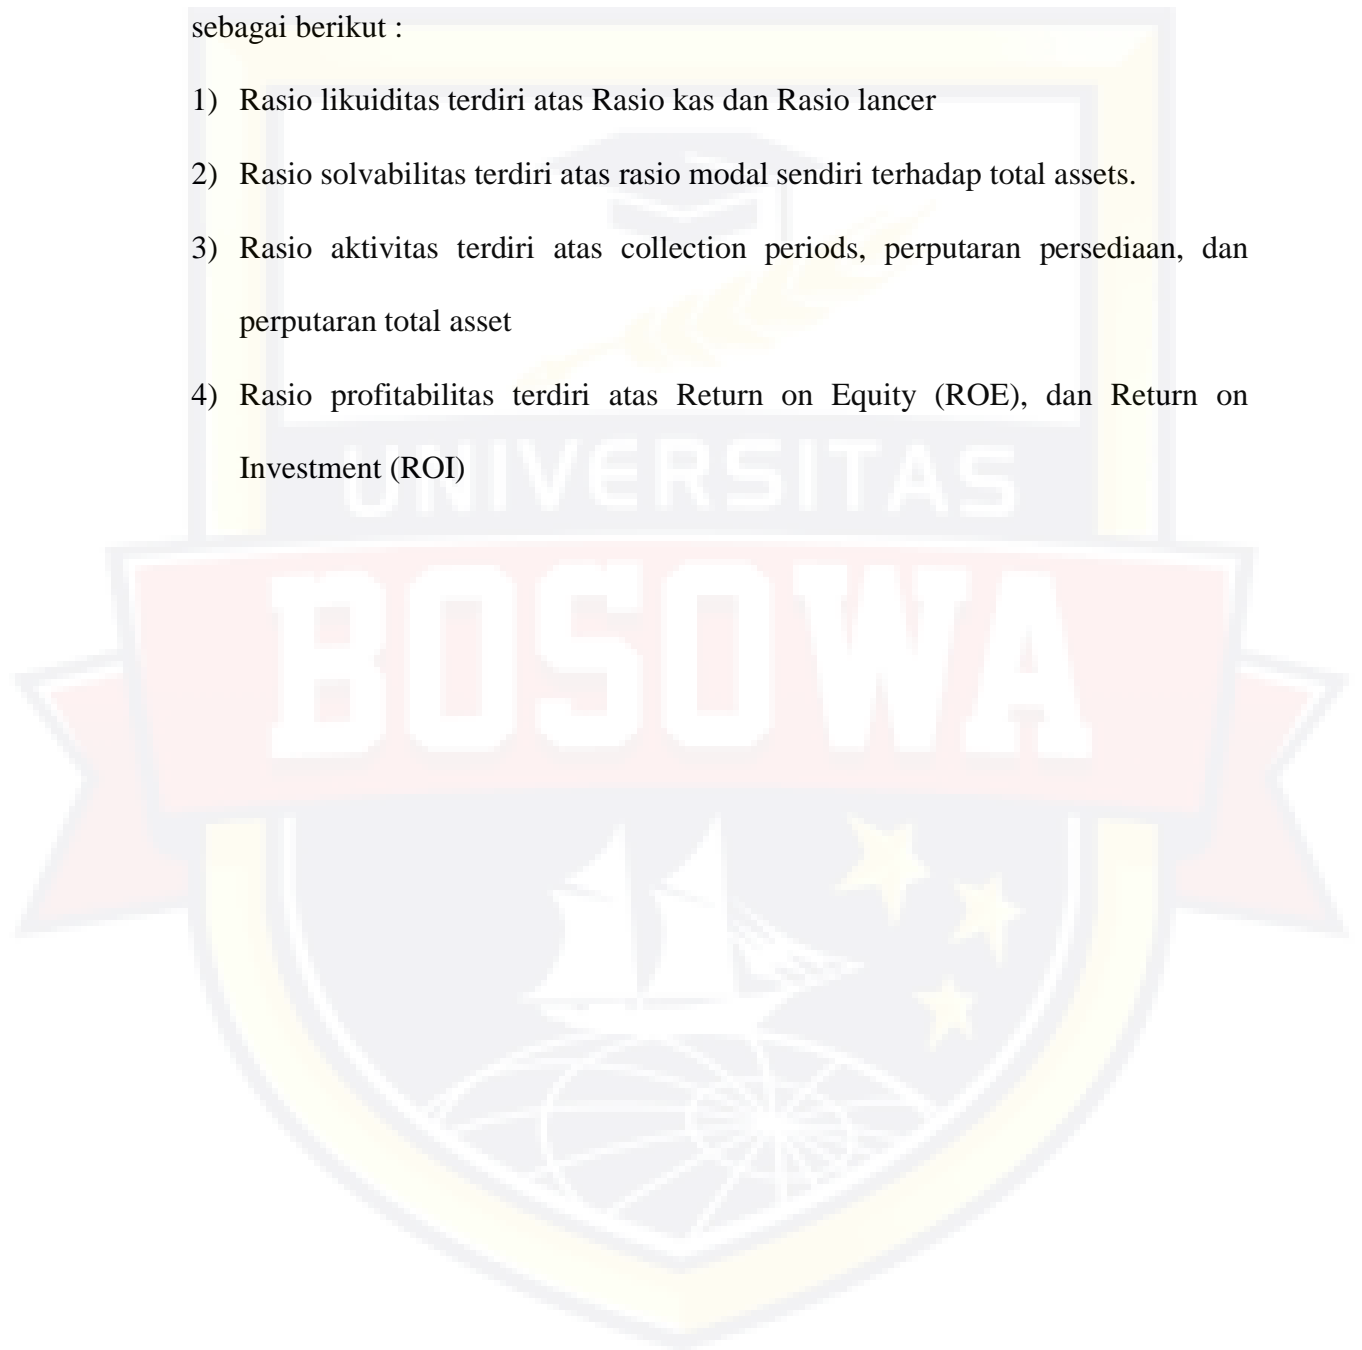 sebagai berikut :
1) Rasio likuiditas terdiri atas Rasio kas dan Rasio lancer
2) Rasio solvabilitas terdiri atas rasio modal sendiri terhadap total assets.
3) Rasio aktivitas terdiri atas collection periods, perputaran persediaan, dan
perputaran total asset
4) Rasio profitabilitas terdiri atas Return on Equity (ROE), dan Return on
Investment (ROI)
UNIVERSITAS
BOSOWA